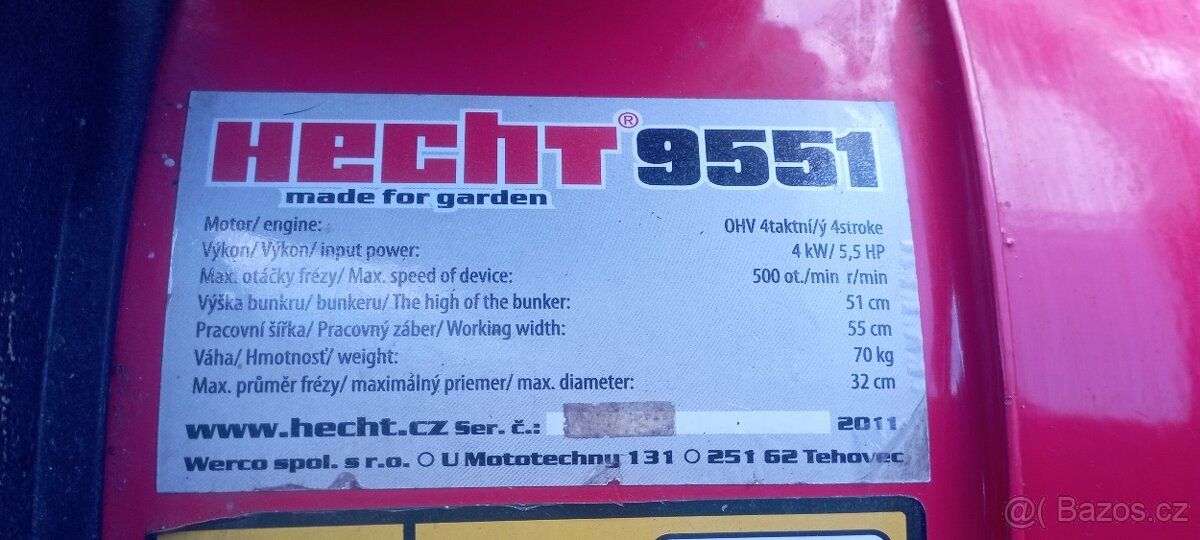 HECHT® 9551
made for garden
Motor/ engine: OHV 4taktní/ý 4stroke
Výkon/ Výkon/ input power: 4 kW/ 5,5 HP
Max. otáčky frézy/ Max. speed of device: 500 ot./min r/min
Výška bunkru/ bunkeru/ The high of the bunker: 51 cm
Pracovní šířka/ Pracovný záber/ Working width: 55 cm
Váha/ Hmotnosť/ weight: 70 kg
Max. průměr frézy/ maximálný priemer/ max. diameter: 32 cm
www.hecht.cz Ser. č.: 2011
Werco spol. s r.o. O U Mototechny 131 O 251 62 Tehovec
@( Bazos.cz